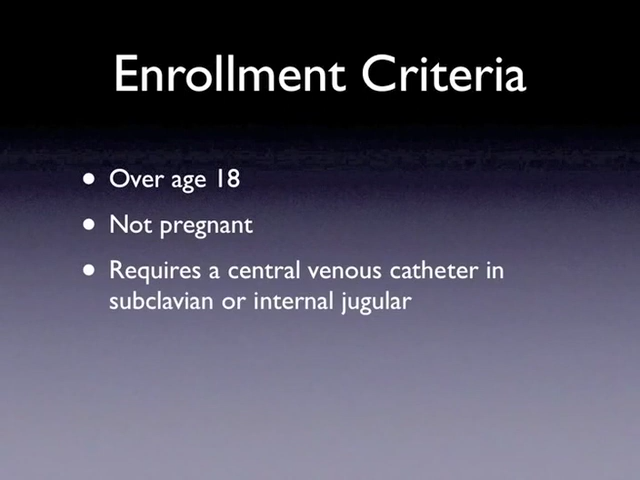 Enrollment Criteria
• Over age 18
• Not pregnant
• Requires a central venous catheter in
subclavian or internal jugular